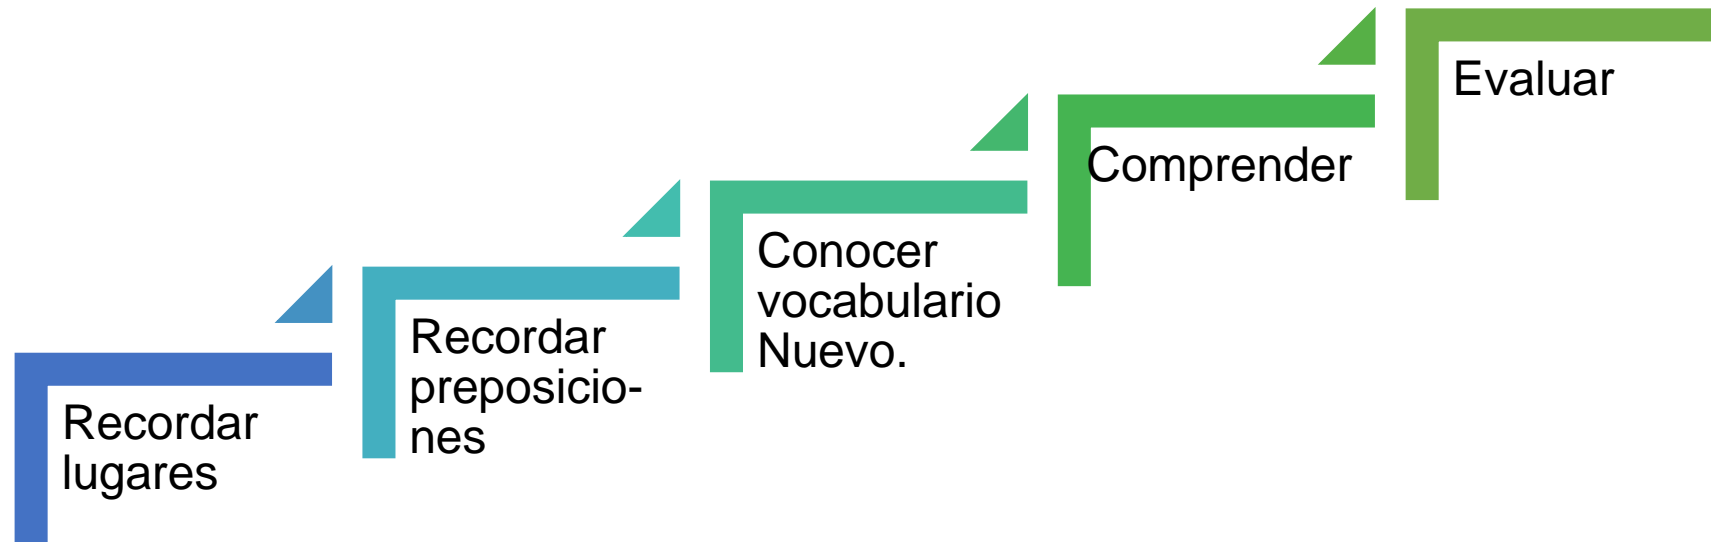 Recordar
lugares
Recordar
preposicio-
nes
Conocer
vocabulario
Nuevo.
Comprender
Evaluar